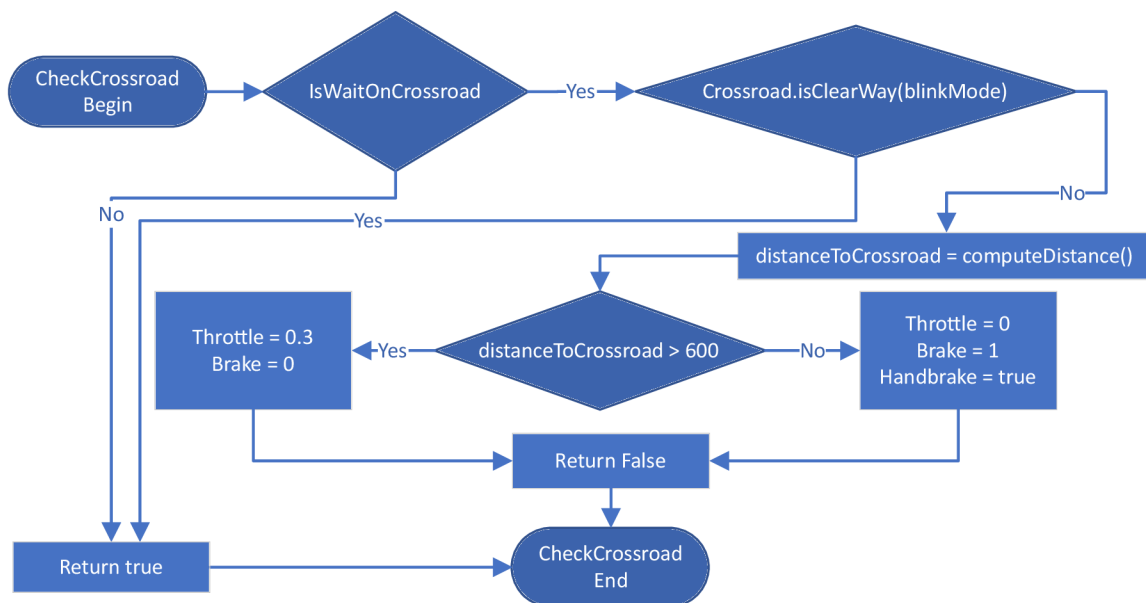 CheckCrossroad
Begin
IsWaitOnCrossroad
Yes
Crossroad.isClearWay(blinkMode)
No
No
Yes
distanceToCrossroad = computeDistance()
Throttle = 0.3
Brake = 0
Yes
distanceToCrossroad > 600
No
Throttle = 0
Brake = 1
Handbrake = true
Return False
Return true
CheckCrossroad
End